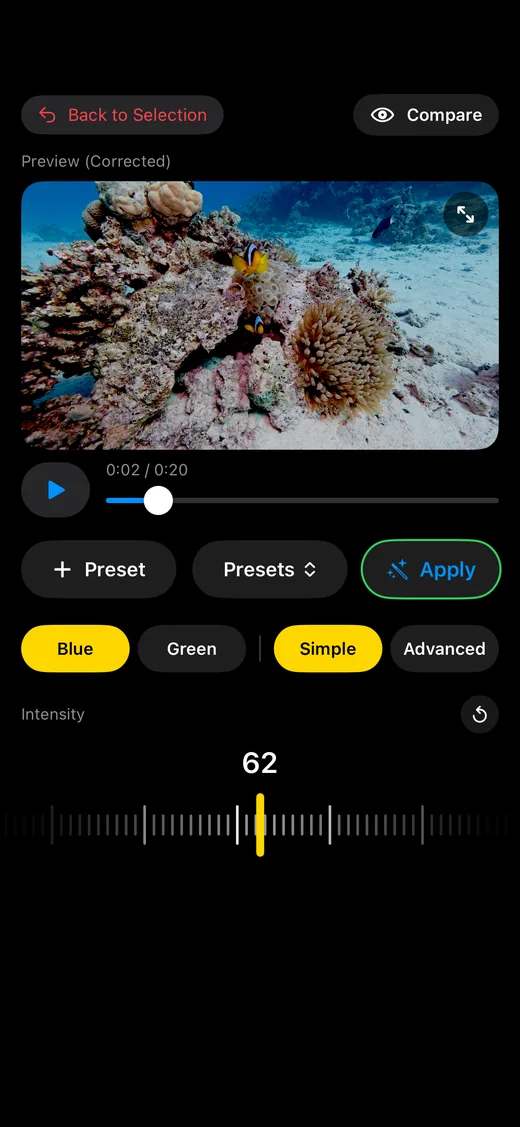 Back to Selection
Compare
Preview (Corrected)
0:02 / 0:20
Preset
Presets
Apply
Blue
Green
Simple
Advanced
Intensity
62